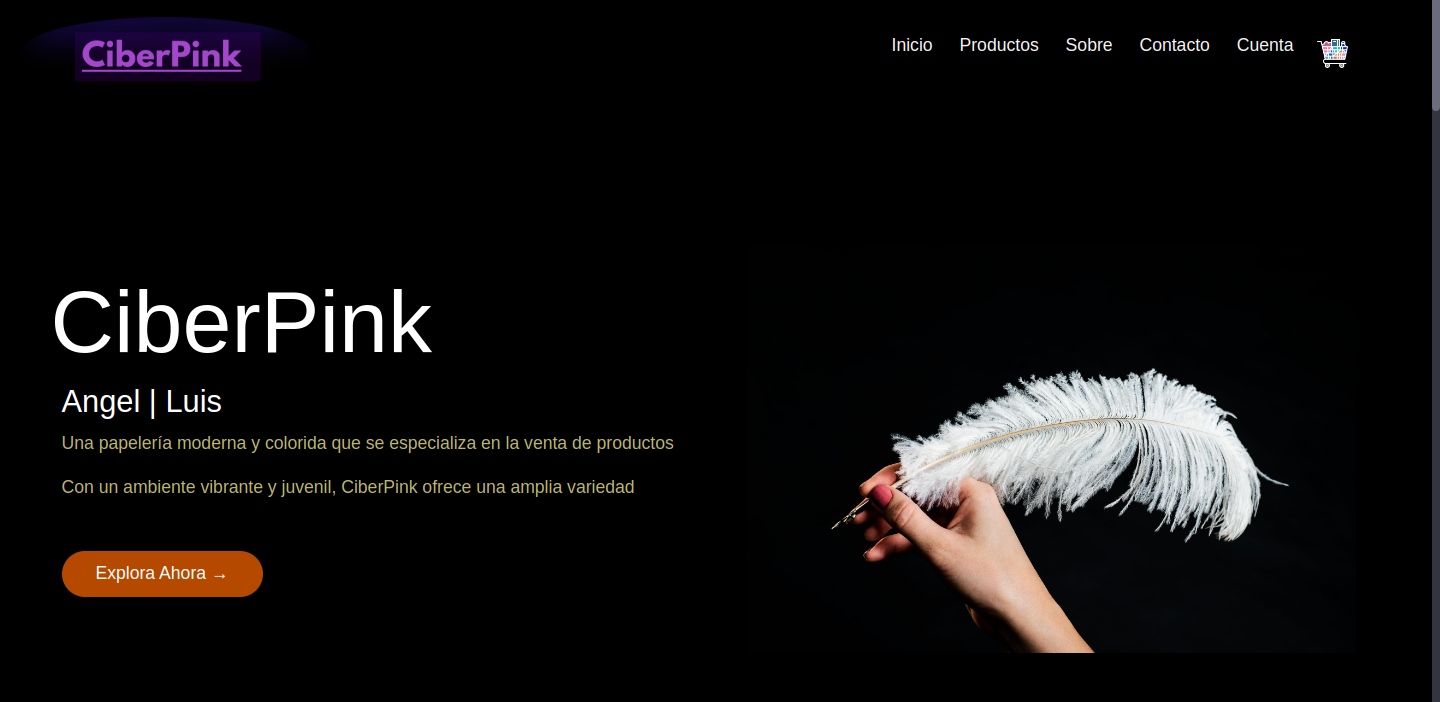 CiberPink
Inicio Productos Sobre Contacto Cuenta
CiberPink
Angel | Luis
Una papelería moderna y colorida que se especializa en la venta de productos
Con un ambiente vibrante y juvenil, CiberPink ofrece una amplia variedad
Explora Ahora →